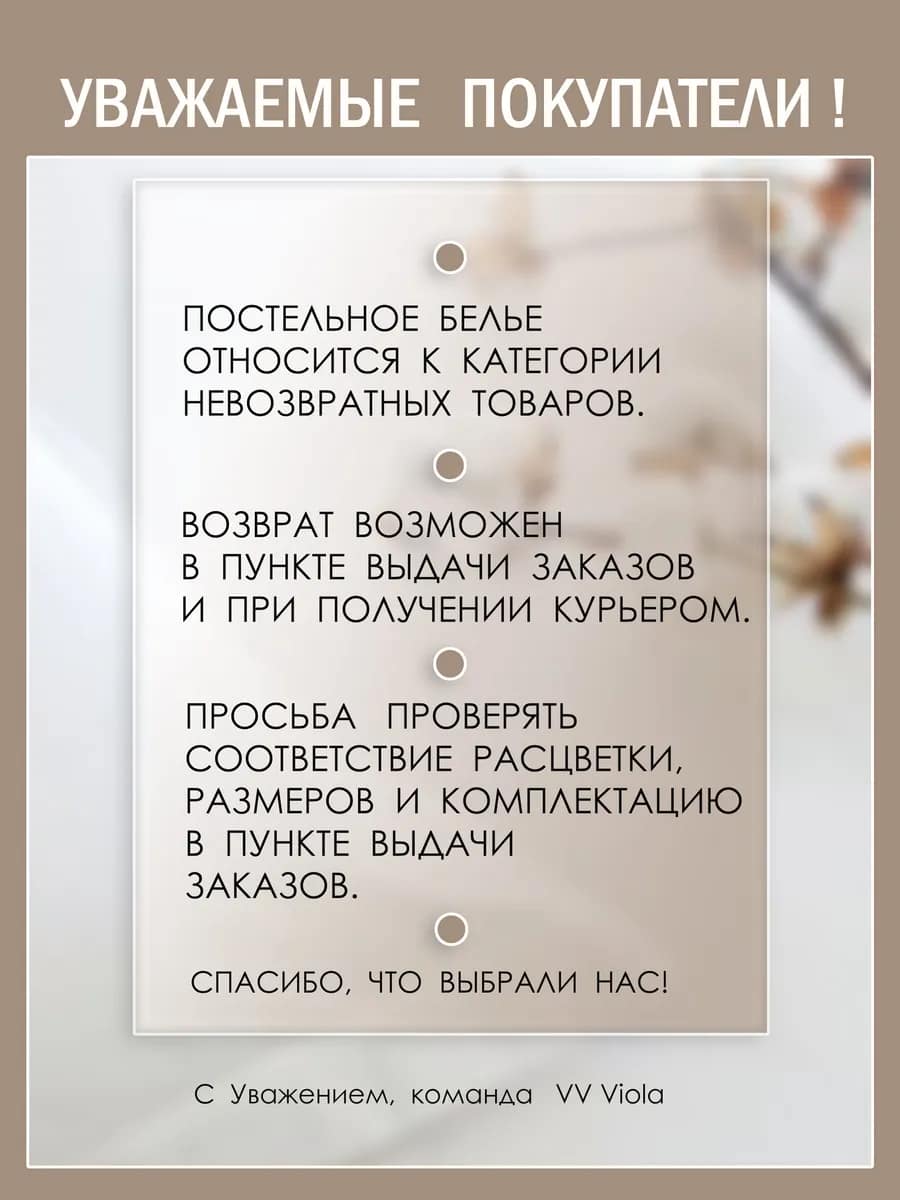 УВАЖАЕМЫЕ ПОКУПАТЕЛИ !
ПОСТЕЛЬНОЕ БЕЛЬЕ
ОТНОСИТСЯ К КАТЕГОРИИ
НЕВОЗВРАТНЫХ ТОВАРОВ.
ВОЗВРАТ ВОЗМОЖЕН
В ПУНКТЕ ВЫДАЧИ ЗАКАЗОВ
И ПРИ ПОЛУЧЕНИИ КУРЬЕРОМ.
ПРОСЬБА ПРОВЕРЯТЬ
СООТВЕТСТВИЕ РАСЦВЕТКИ,
РАЗМЕРОВ И КОМПЛЕКТАЦИЮ
В ПУНКТЕ ВЫДАЧИ
ЗАКАЗОВ.
СПАСИБО, ЧТО ВЫБРАЛИ НАС!
С Уважением, команда VV Viola